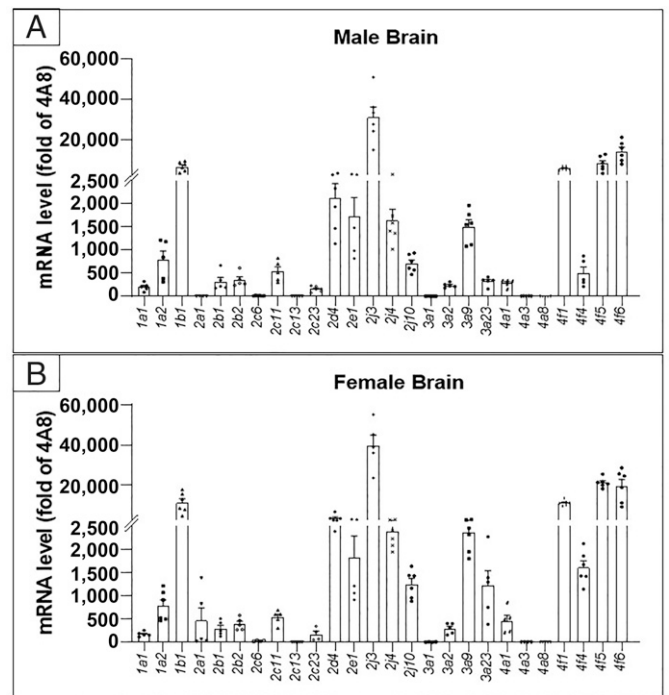 A
Male Brain
mRNA level (fold of 4A8)
60,000
40,000
20,000
2,500
2,000
1,500
1,000
500
0
1a1 1a2 1b1 2a1 2b1 2b2 2c6 2c11 2c13 2c23 2d4 2e1 2j3 2j4 2j10 3a1 3a2 3a9 3a23 4a1 4a3 4a8 4f1 4f4 4f5 4f6
B
Female Brain
mRNA level (fold of 4A8)
60,000
40,000
20,000
2,500
2,000
1,500
1,000
500
0
1a1 1a2 1b1 2a1 2b1 2b2 2c6 2c11 2c13 2c23 2d4 2e1 2j3 2j4 2j10 3a1 3a2 3a9 3a23 4a1 4a3 4a8 4f1 4f4 4f5 4f6